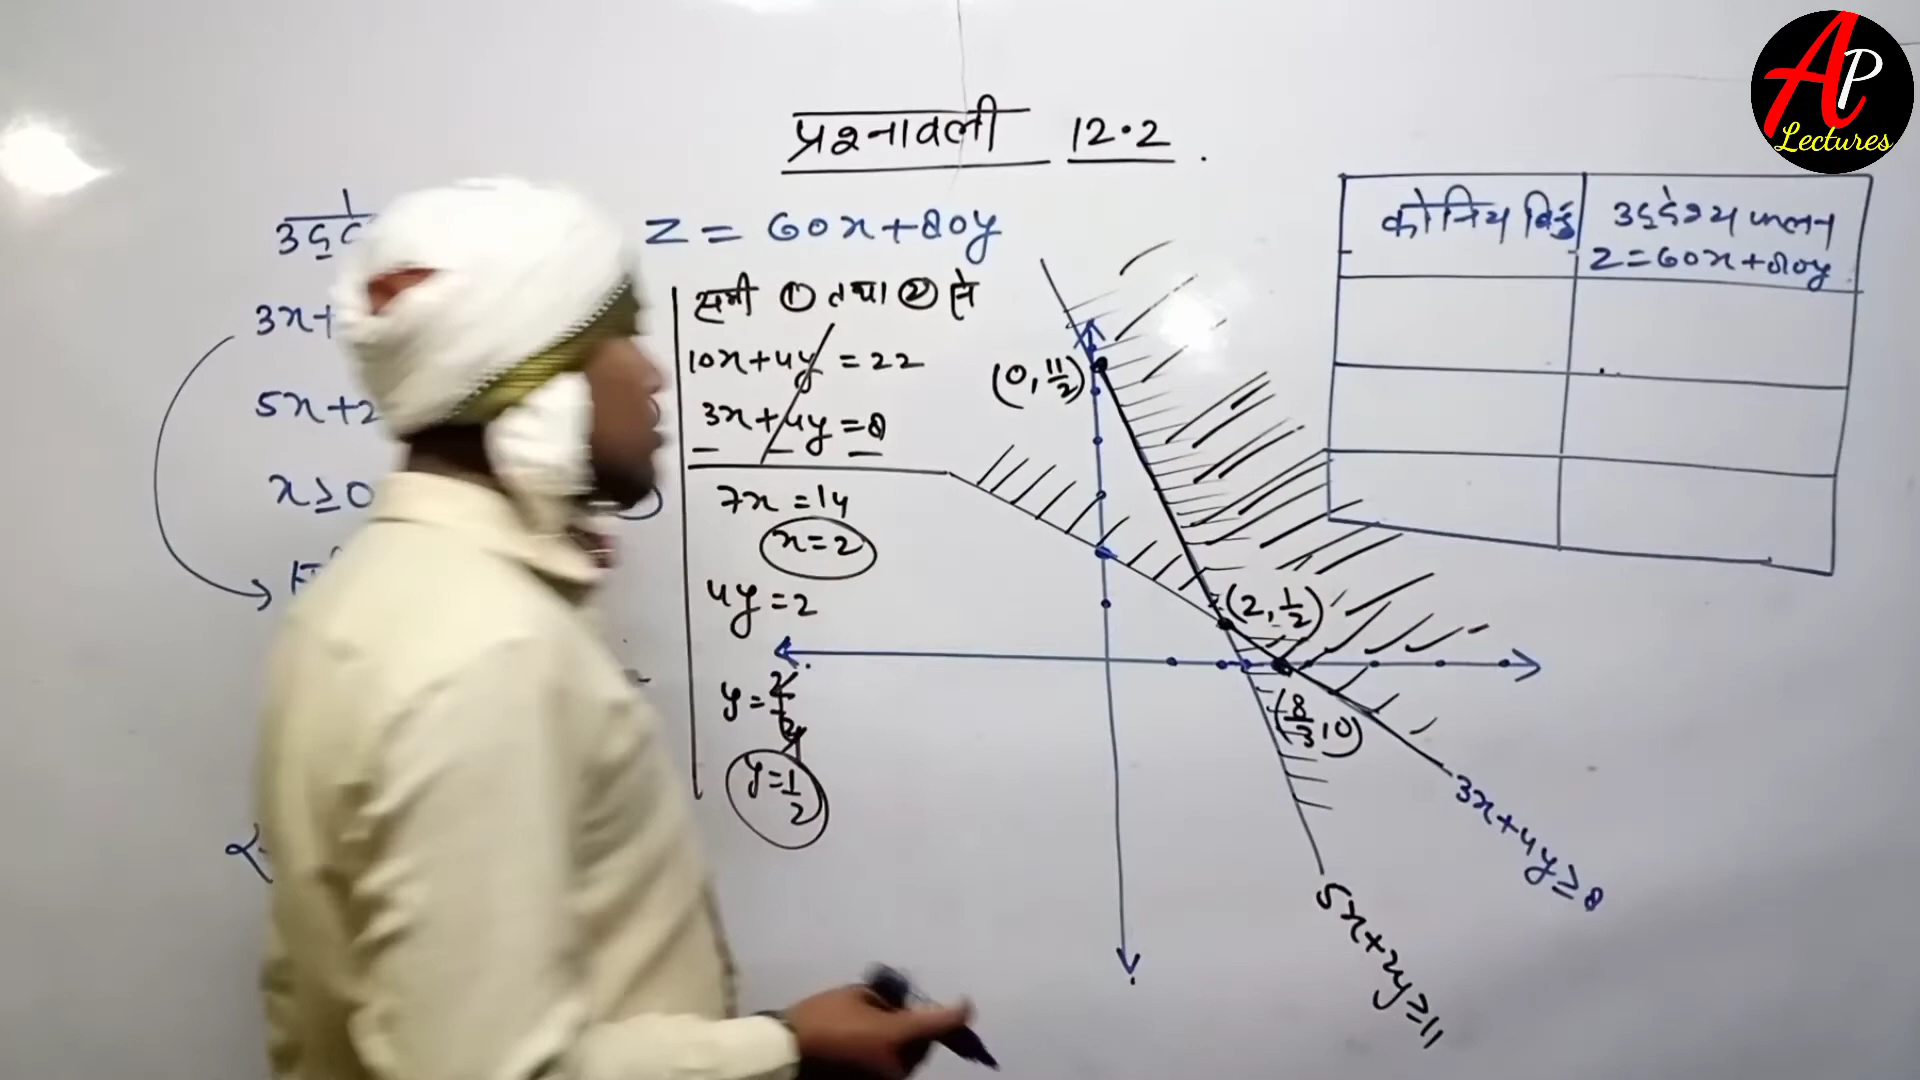 AP
Lectures
प्रश्नावली 12.2
Z = 60x+80y
3x+
5x+2
x≥0
समी ① तथा ② से
10x+4y = 22
3x+4y = 8
7x = 14
x = 2
4y = 2
y = 1/2
(0, 11/2)
(2, 1/2)
(8/3, 0)
3x+4y≥8
5x+2y≥11
कोनिय बिंदु
उद्देश्य फलन
Z=60x+80y